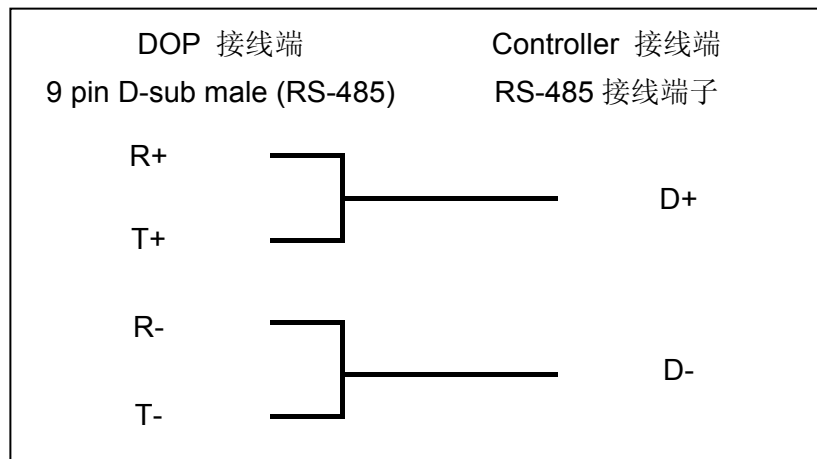 DOP 接线端 Controller 接线端
9 pin D-sub male (RS-485) RS-485 接线端子
R+
D+
T+
R-
D-
T-